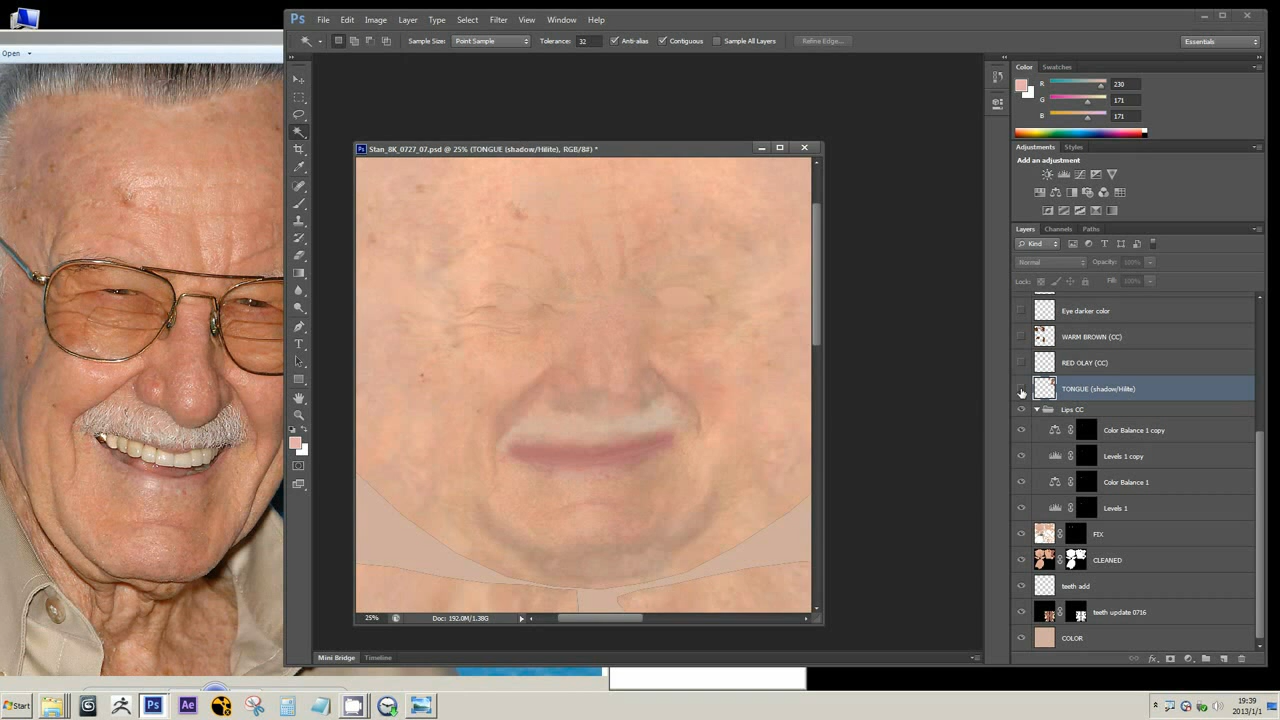 Ps File Edit Image Layer Type Select Filter View Window Help
Sample Size: Point Sample Tolerance: 32 Anti-alias Contiguous Sample All Layers Refine Edge... Essentials
Open
Color Swatches
R 230
G 171
B 171
Adjustments Styles
Add an adjustment
Ps Stan_8K_0727_07.psd @ 25% (TONGUE (shadow/Hilite), RGB/8#) *
Layers Channels Paths
Kind
Normal Opacity: 100%
Lock: Fill: 100%
Eye darker color
WARM BROWN (CC)
RED OLAY (CC)
TONGUE (shadow/Hilite)
Lips CC
Color Balance 1 copy
Levels 1 copy
Color Balance 1
Levels 1
FIX
CLEANED
teeth add
teeth update 0716
COLOR
25% Doc: 192.0M/1.38G
Mini Bridge Timeline
fx
Start Ps Ae 19:39
2013/1/1